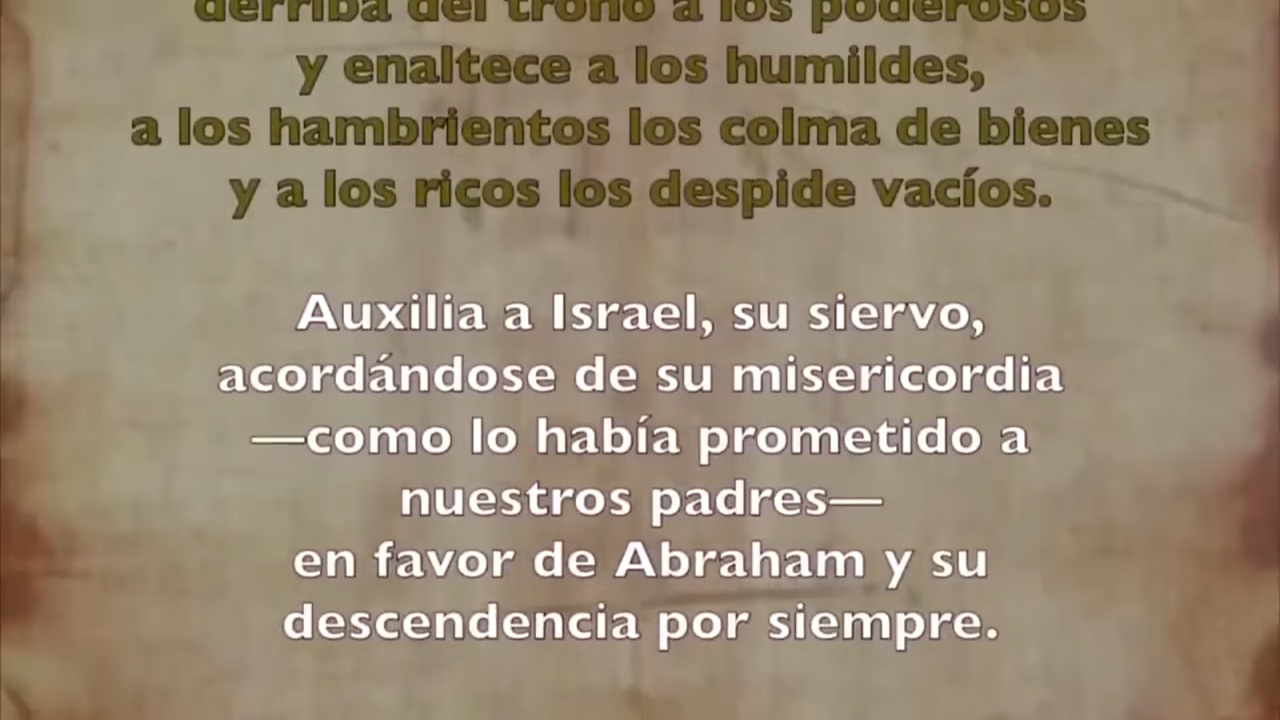 derriba del trono a los poderosos
y enaltece a los humildes,
a los hambrientos los colma de bienes
y a los ricos los despide vacíos.
Auxilia a Israel, su siervo,
acordándose de su misericordia
—como lo había prometido a
nuestros padres—
en favor de Abraham y su
descendencia por siempre.